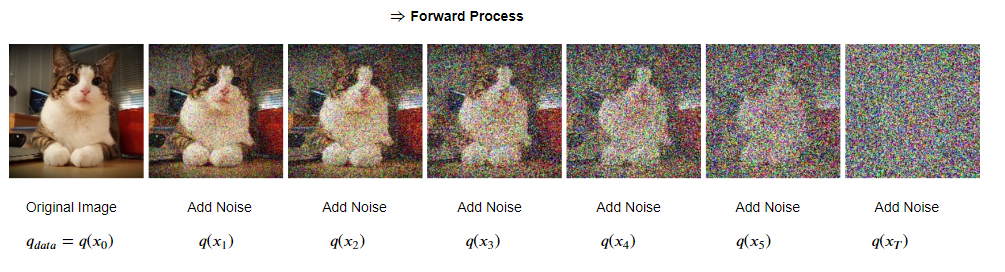 ⇒ Forward Process
Original Image Add Noise Add Noise Add Noise Add Noise Add Noise Add Noise
q_{data} = q(x_0) q(x_1) q(x_2) q(x_3) q(x_4) q(x_5) q(x_T)